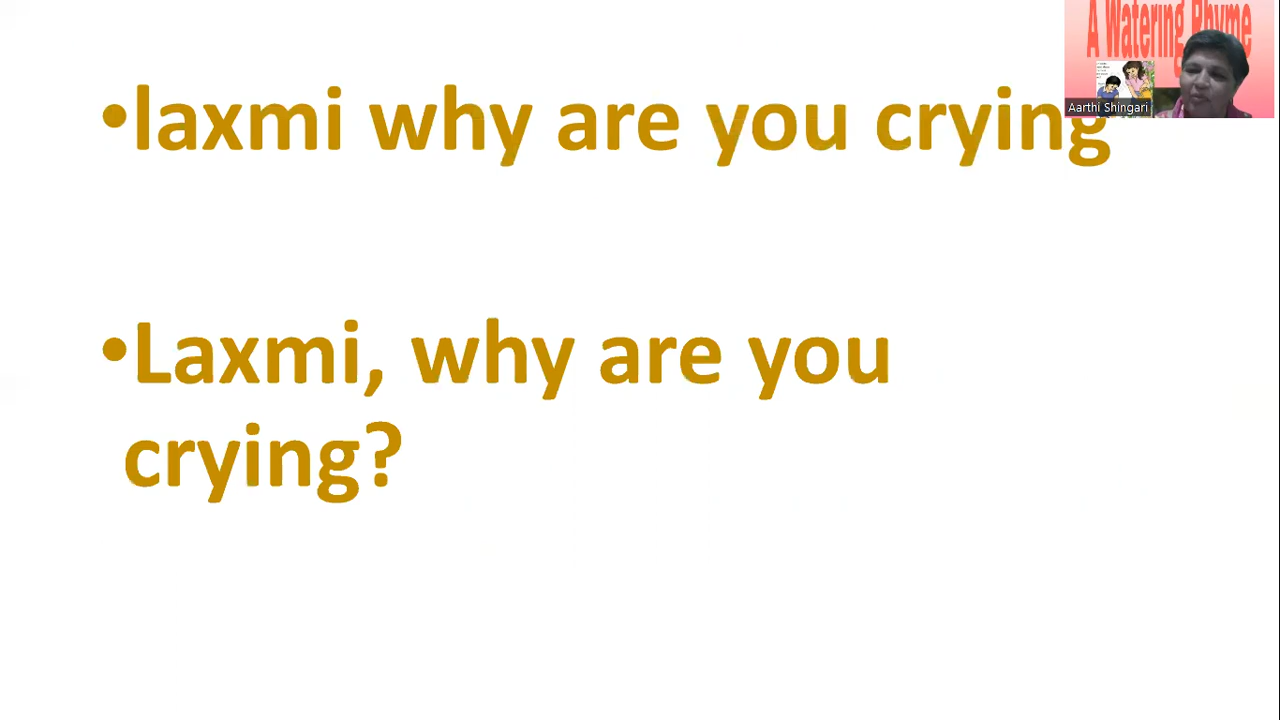 A Watering Rhyme
Aarthi Shingari
•laxmi why are you crying
•Laxmi, why are you
crying?